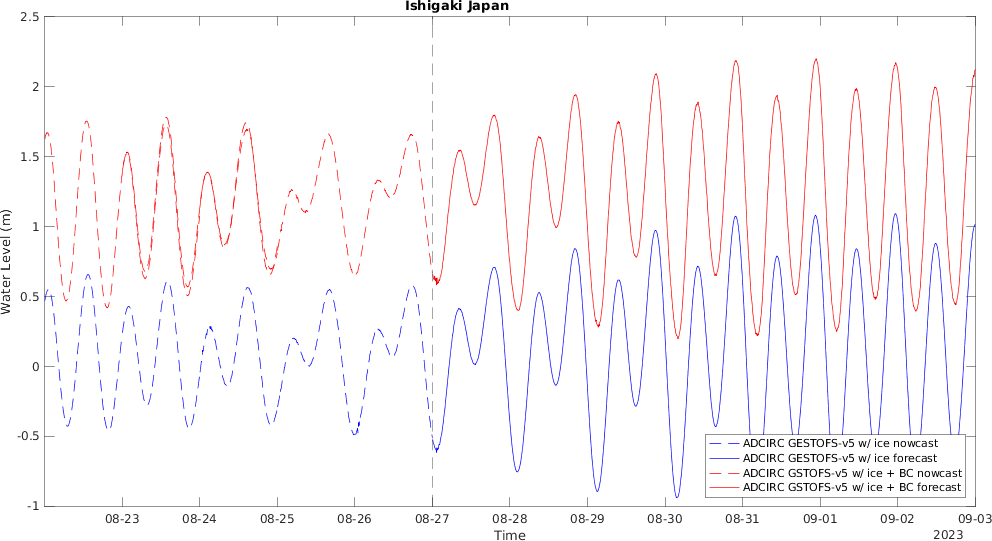 Ishigaki Japan
2.5
2
1.5
1
0.5
0
-0.5
-1
Water Level (m)
ADCIRC GESTOFS-v5 w/ ice nowcast
ADCIRC GESTOFS-v5 w/ ice forecast
ADCIRC GSTOFS-v5 w/ ice + BC nowcast
ADCIRC GSTOFS-v5 w/ ice + BC forecast
08-23 08-24 08-25 08-26 08-27 08-28 08-29 08-30 08-31 09-01 09-02 09-03
Time
2023